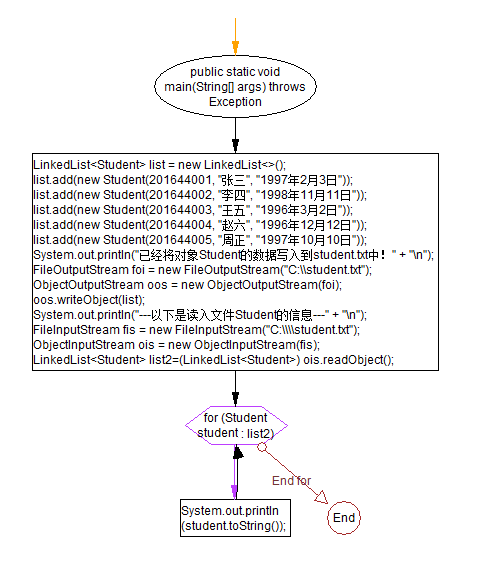 public static void
main(String[] args) throws
Exception
LinkedList<Student> list = new LinkedList<>();
list.add(new Student(201644001, "张三", "1997年2月3日"));
list.add(new Student(201644002, "李四", "1998年11月11日"));
list.add(new Student(201644003, "王五", "1996年3月2日"));
list.add(new Student(201644004, "赵六", "1996年12月12日"));
list.add(new Student(201644005, "周正", "1997年10月10日"));
System.out.println("已经将对象Student的数据写入到student.txt中！" + "\n");
FileOutputStream foi = new FileOutputStream("C:\\student.txt");
ObjectOutputStream oos = new ObjectOutputStream(foi);
oos.writeObject(list);
System.out.println("---以下是读入文件Student的信息---" + "\n");
FileInputStream fis = new FileInputStream("C:\\\\student.txt");
ObjectInputStream ois = new ObjectInputStream(fis);
LinkedList<Student> list2=(LinkedList<Student>) ois.readObject();
for (Student
student : list2)
End for
System.out.println
(student.toString());
End